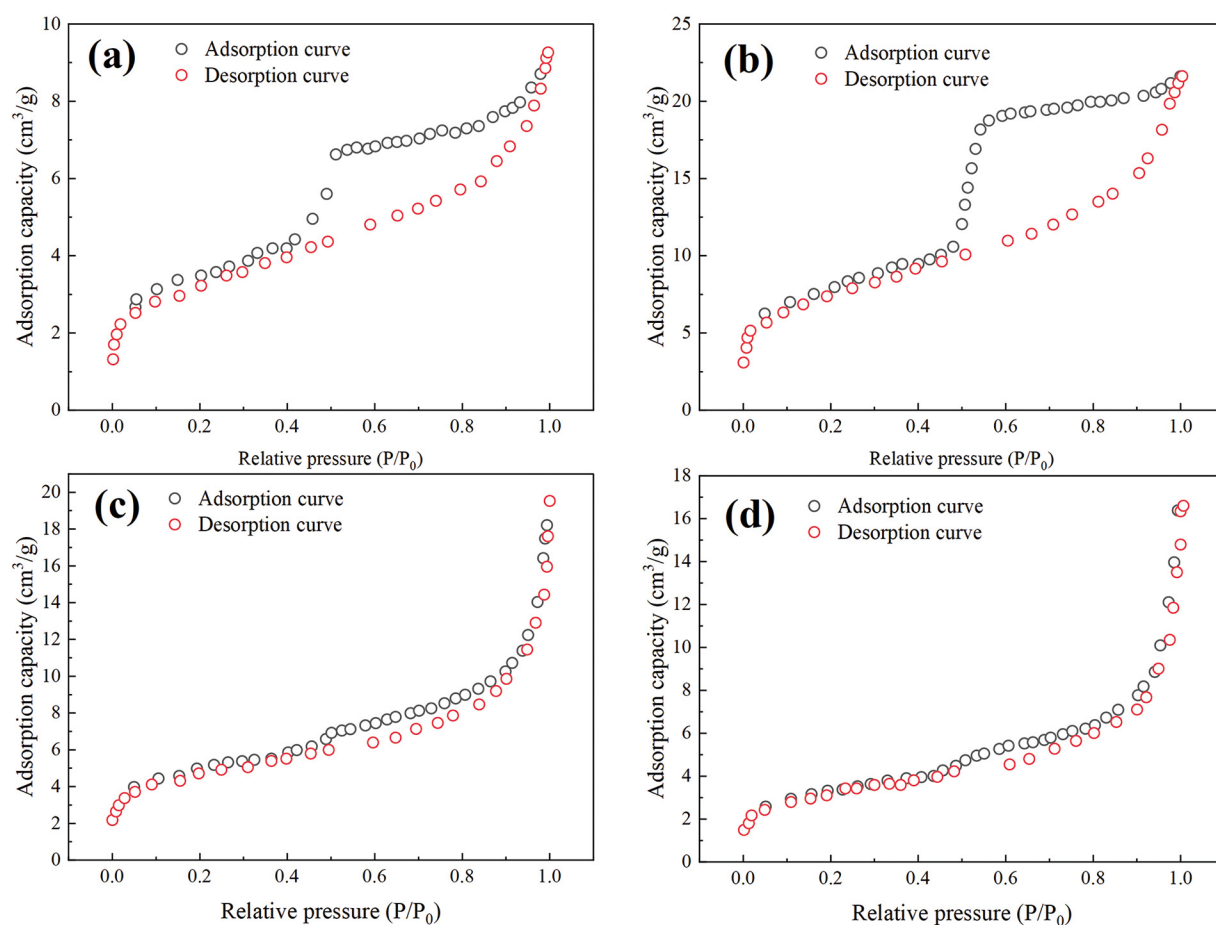 (a)
Adsorption curve
Desorption curve
10
8
6
4
2
0
Adsorption capacity (cm³/g)
0.0 0.2 0.4 0.6 0.8 1.0
Relative pressure (P/P₀)
(b)
Adsorption curve
Desorption curve
25
20
15
10
5
0
Adsorption capacity (cm³/g)
0.0 0.2 0.4 0.6 0.8 1.0
Relative pressure (P/P₀)
(c)
Adsorption curve
Desorption curve
20
18
16
14
12
10
8
6
4
2
0
Adsorption capacity (cm³/g)
0.0 0.2 0.4 0.6 0.8 1.0
Relative pressure (P/P₀)
(d)
Adsorption curve
Desorption curve
18
16
14
12
10
8
6
4
2
0
Adsorption capacity (cm³/g)
0.0 0.2 0.4 0.6 0.8 1.0
Relative pressure (P/P₀)